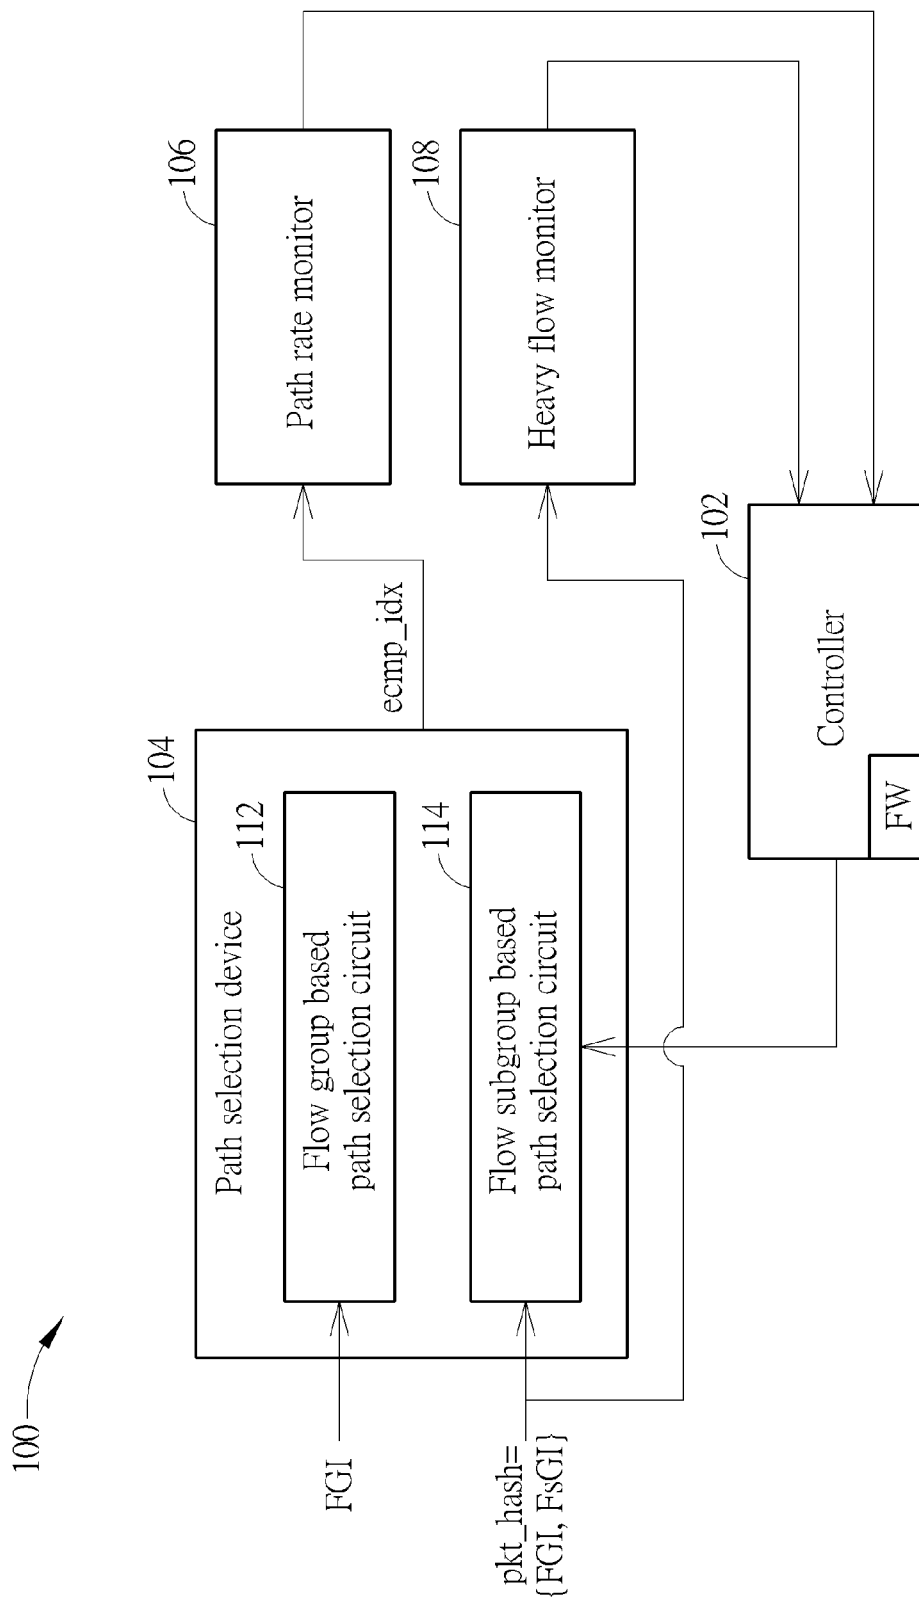 100
FGI
pkt_hash=
{FGI, FsGI}
104
Path selection device
112
Flow group based
path selection circuit
114
Flow subgroup based
path selection circuit
ecmp_idx
106
Path rate monitor
108
Heavy flow monitor
102
Controller
FW